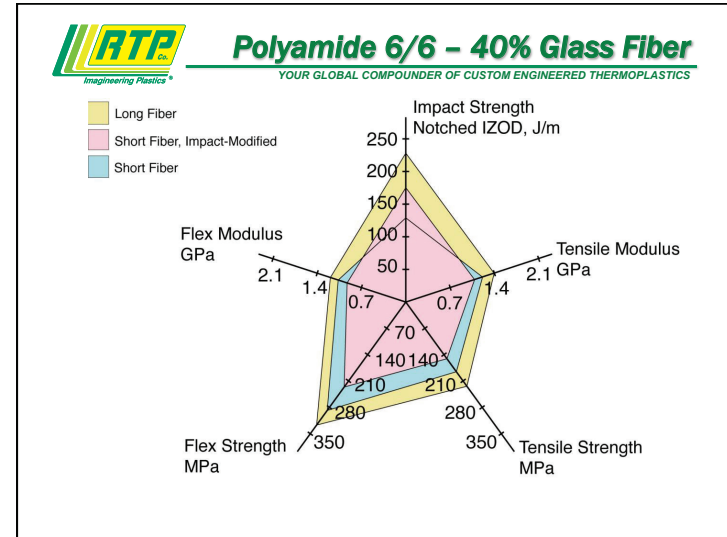 RTP
Co.
Imagineering Plastics ®
Polyamide 6/6 – 40% Glass Fiber
YOUR GLOBAL COMPOUNDER OF CUSTOM ENGINEERED THERMOPLASTICS
Long Fiber
Short Fiber, Impact-Modified
Short Fiber
Impact Strength
Notched IZOD, J/m
250
200
150
100
50
Flex Modulus
GPa
2.1
1.4
0.7
Tensile Modulus
GPa
0.7
1.4
2.1
70
140
140
210
210
280
280
350
350
Flex Strength
MPa
Tensile Strength
MPa